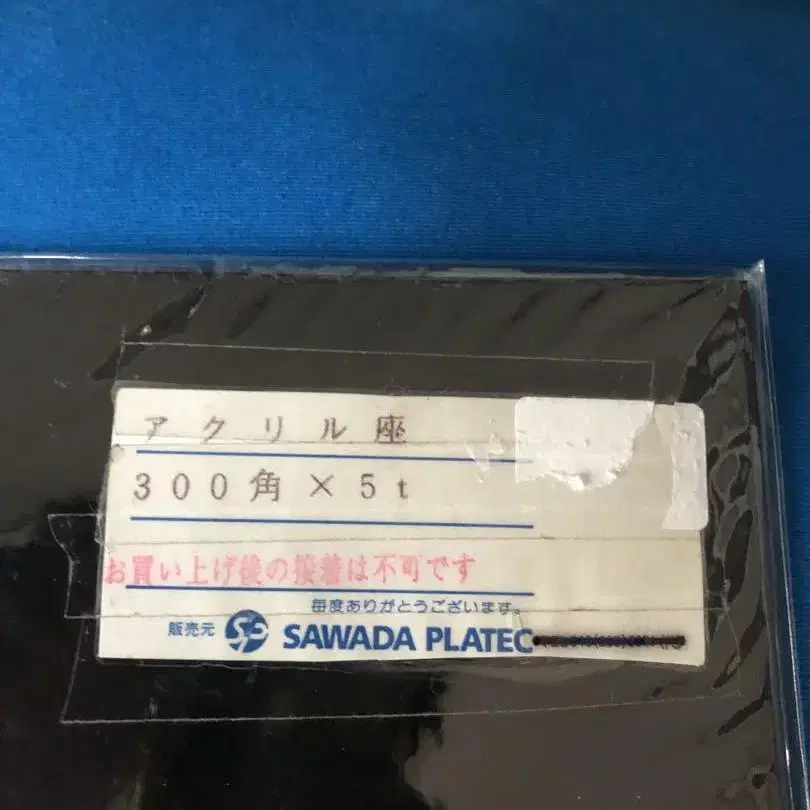 アクリル座
300角×5t
お買い上げ後の接着は不可です
毎度ありがとうございます。
販売元 SP SAWADA PLATEC